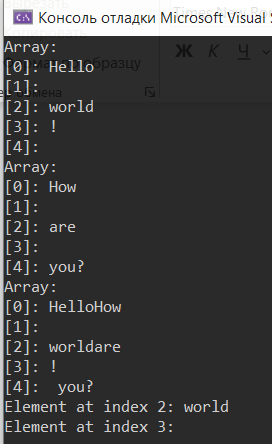 Консоль отладки Microsoft Visual
Array:
[0]: Hello
[1]:
[2]: world
[3]: !
[4]:
Array:
[0]: How
[1]:
[2]: are
[3]:
[4]: you?
Array:
[0]: HelloHow
[1]:
[2]: worldare
[3]: !
[4]:  you?
Element at index 2: world
Element at index 3: